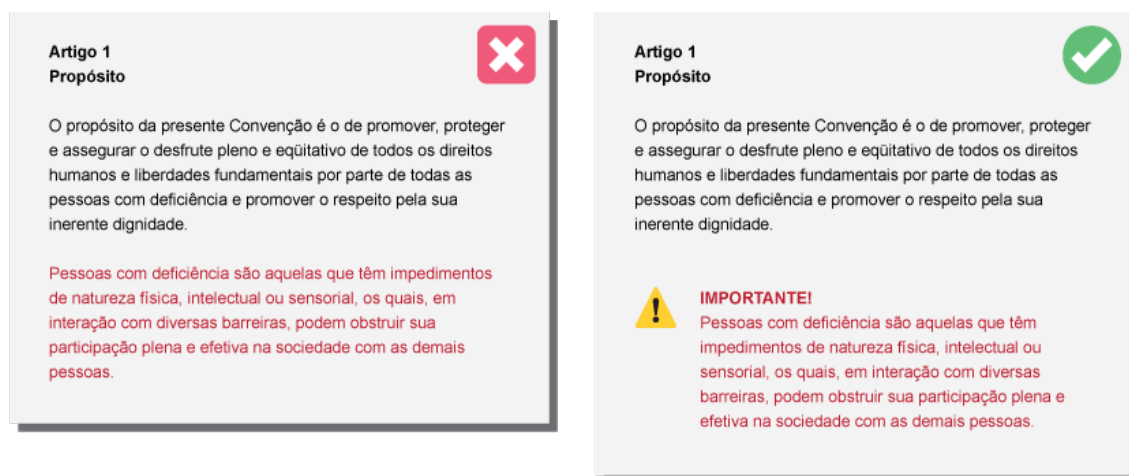 Artigo 1
Propósito
O propósito da presente Convenção é o de promover, proteger
e assegurar o desfrute pleno e eqüitativo de todos os direitos
humanos e liberdades fundamentais por parte de todas as
pessoas com deficiência e promover o respeito pela sua
inerente dignidade.
Pessoas com deficiência são aquelas que têm impedimentos
de natureza física, intelectual ou sensorial, os quais, em
interação com diversas barreiras, podem obstruir sua
participação plena e efetiva na sociedade com as demais
pessoas.
Artigo 1
Propósito
O propósito da presente Convenção é o de promover, proteger
e assegurar o desfrute pleno e eqüitativo de todos os direitos
humanos e liberdades fundamentais por parte de todas as
pessoas com deficiência e promover o respeito pela sua
inerente dignidade.
IMPORTANTE!
Pessoas com deficiência são aquelas que têm
impedimentos de natureza física, intelectual ou
sensorial, os quais, em interação com diversas
barreiras, podem obstruir sua participação plena e
efetiva na sociedade com as demais pessoas.